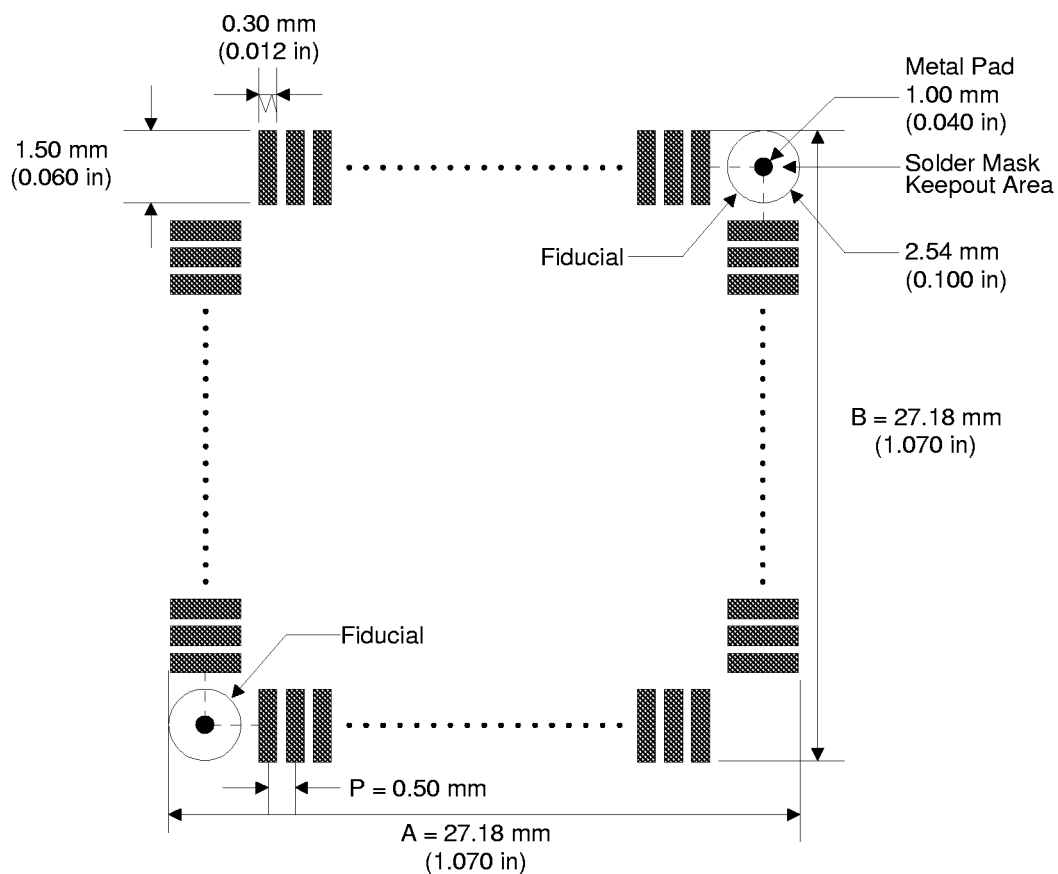 0.30 mm
(0.012 in)
Metal Pad
1.00 mm
(0.040 in)
1.50 mm
(0.060 in)
Solder Mask
Keepout Area
Fiducial
2.54 mm
(0.100 in)
B = 27.18 mm
(1.070 in)
Fiducial
P = 0.50 mm
A = 27.18 mm
(1.070 in)